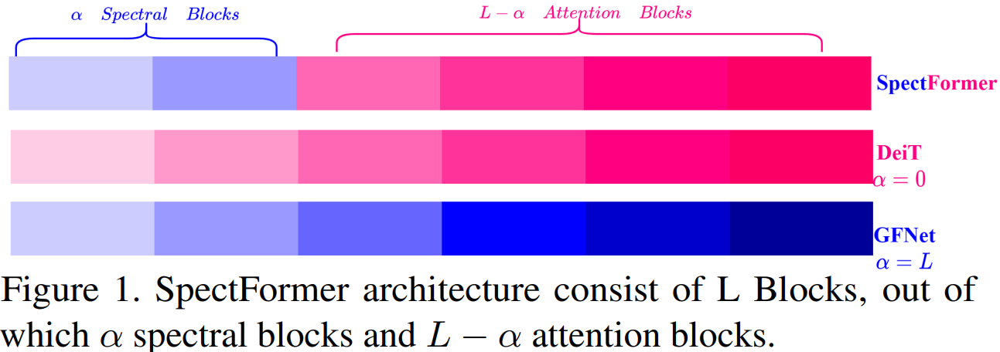 α Spectral Blocks
L − α Attention Blocks
SpectFormer
DeiT
α = 0
GFNet
α = L
Figure 1. SpectFormer architecture consist of L Blocks, out of
which α spectral blocks and L − α attention blocks.